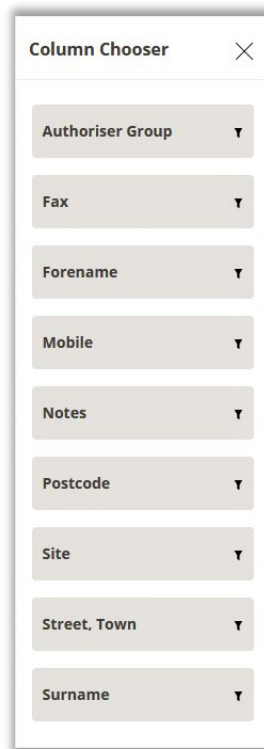 Column Chooser
Authoriser Group
Fax
Forename
Mobile
Notes
Postcode
Site
Street, Town
Surname